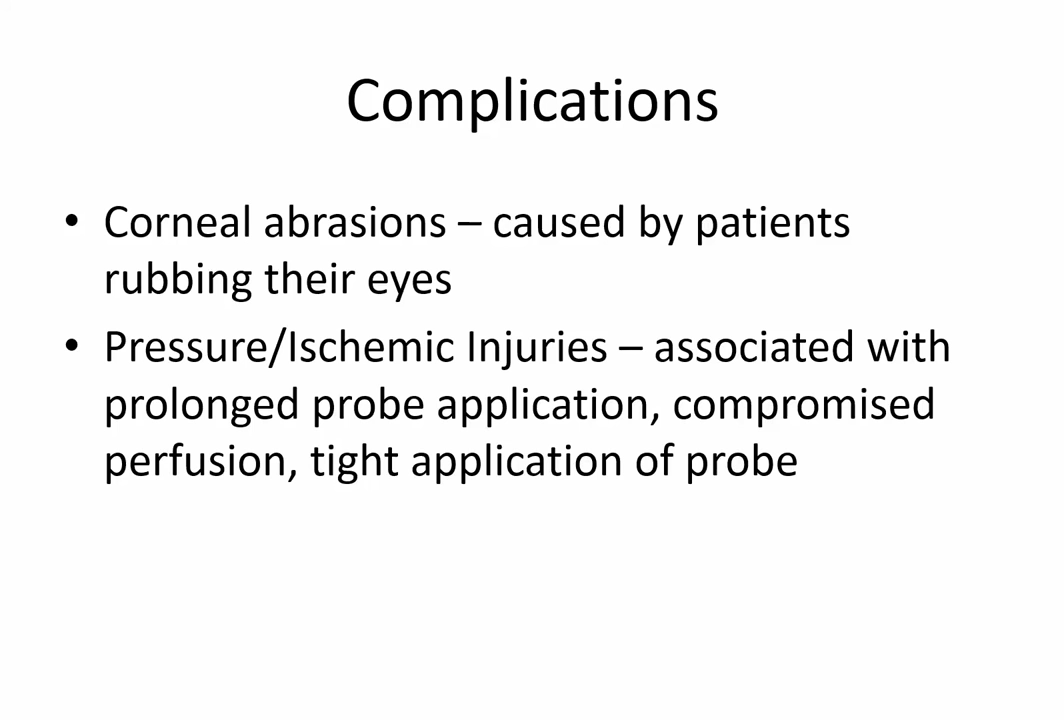 Complications
• Corneal abrasions – caused by patients
rubbing their eyes
• Pressure/Ischemic Injuries – associated with
prolonged probe application, compromised
perfusion, tight application of probe